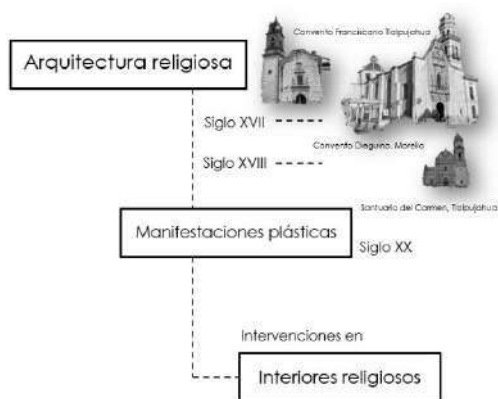 Convento Franciscano Tlalpujahua
Arquitectura religiosa
Siglo XVII
Convento Dieguino, Morelia
Siglo XVIII
Santuario del Carmen, Tlalpujahua
Manifestaciones plásticas
Siglo XX
Intervenciones en
Interiores religiosos